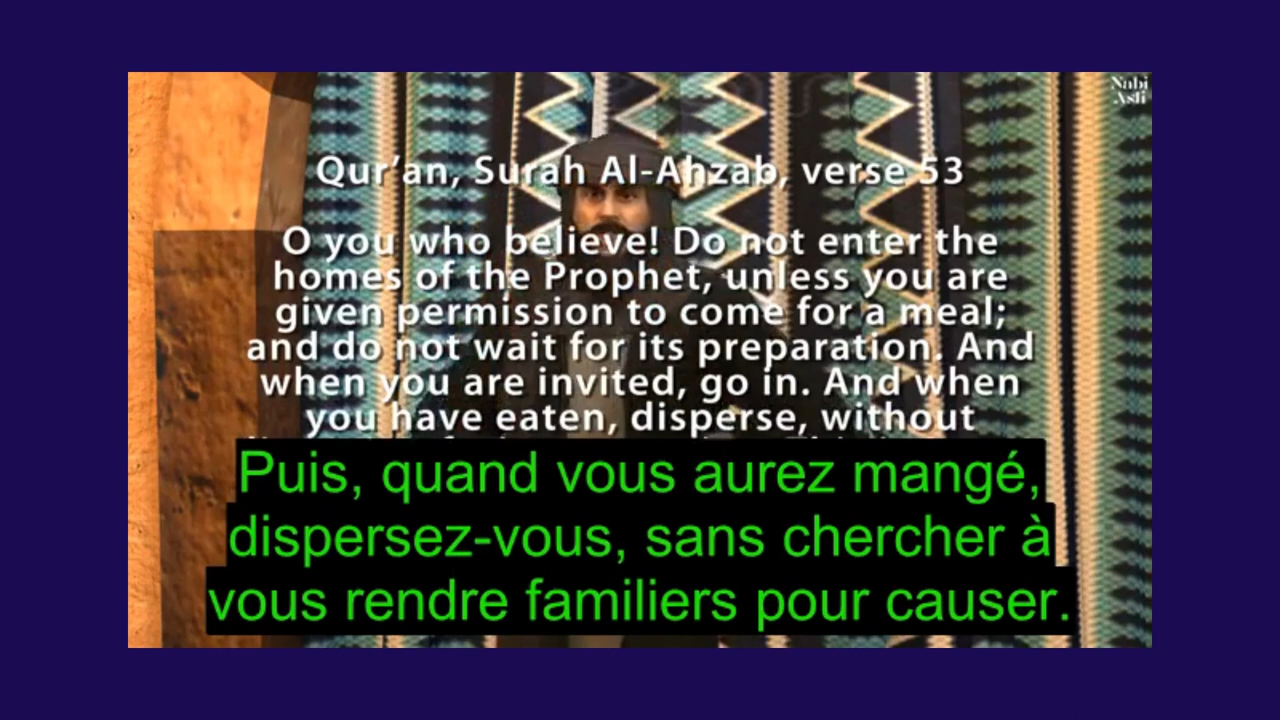 Nabi
Asli
Qur'an, Surah Al-Ahzab, verse 53
O you who believe! Do not enter the
homes of the Prophet, unless you are
given permission to come for a meal;
and do not wait for its preparation. And
when you are invited, go in. And when
you have eaten, disperse, without
Puis, quand vous aurez mangé,
dispersez-vous, sans chercher à
vous rendre familiers pour causer.